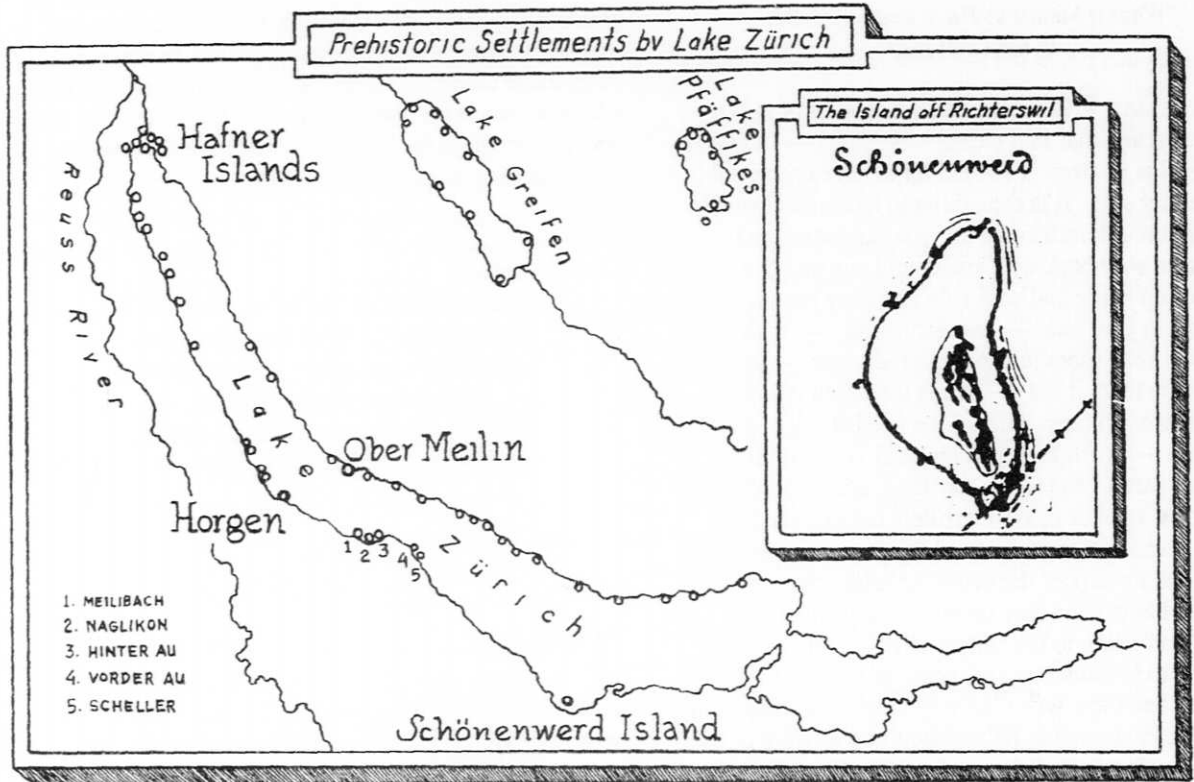 Prehistoric Settlements by Lake Zürich
Hafner
Islands
Reuss River
Lake Greifen
Lake
Pfäffikes
The Island off Richterswil
Schönenwerd
Lake Zürich
Ober Meilin
Horgen
1 2 3 4
5
1. MEILIBACH
2. NAGLIKON
3. HINTER AU
4. VORDER AU
5. SCHELLER
Schönenwerd Island